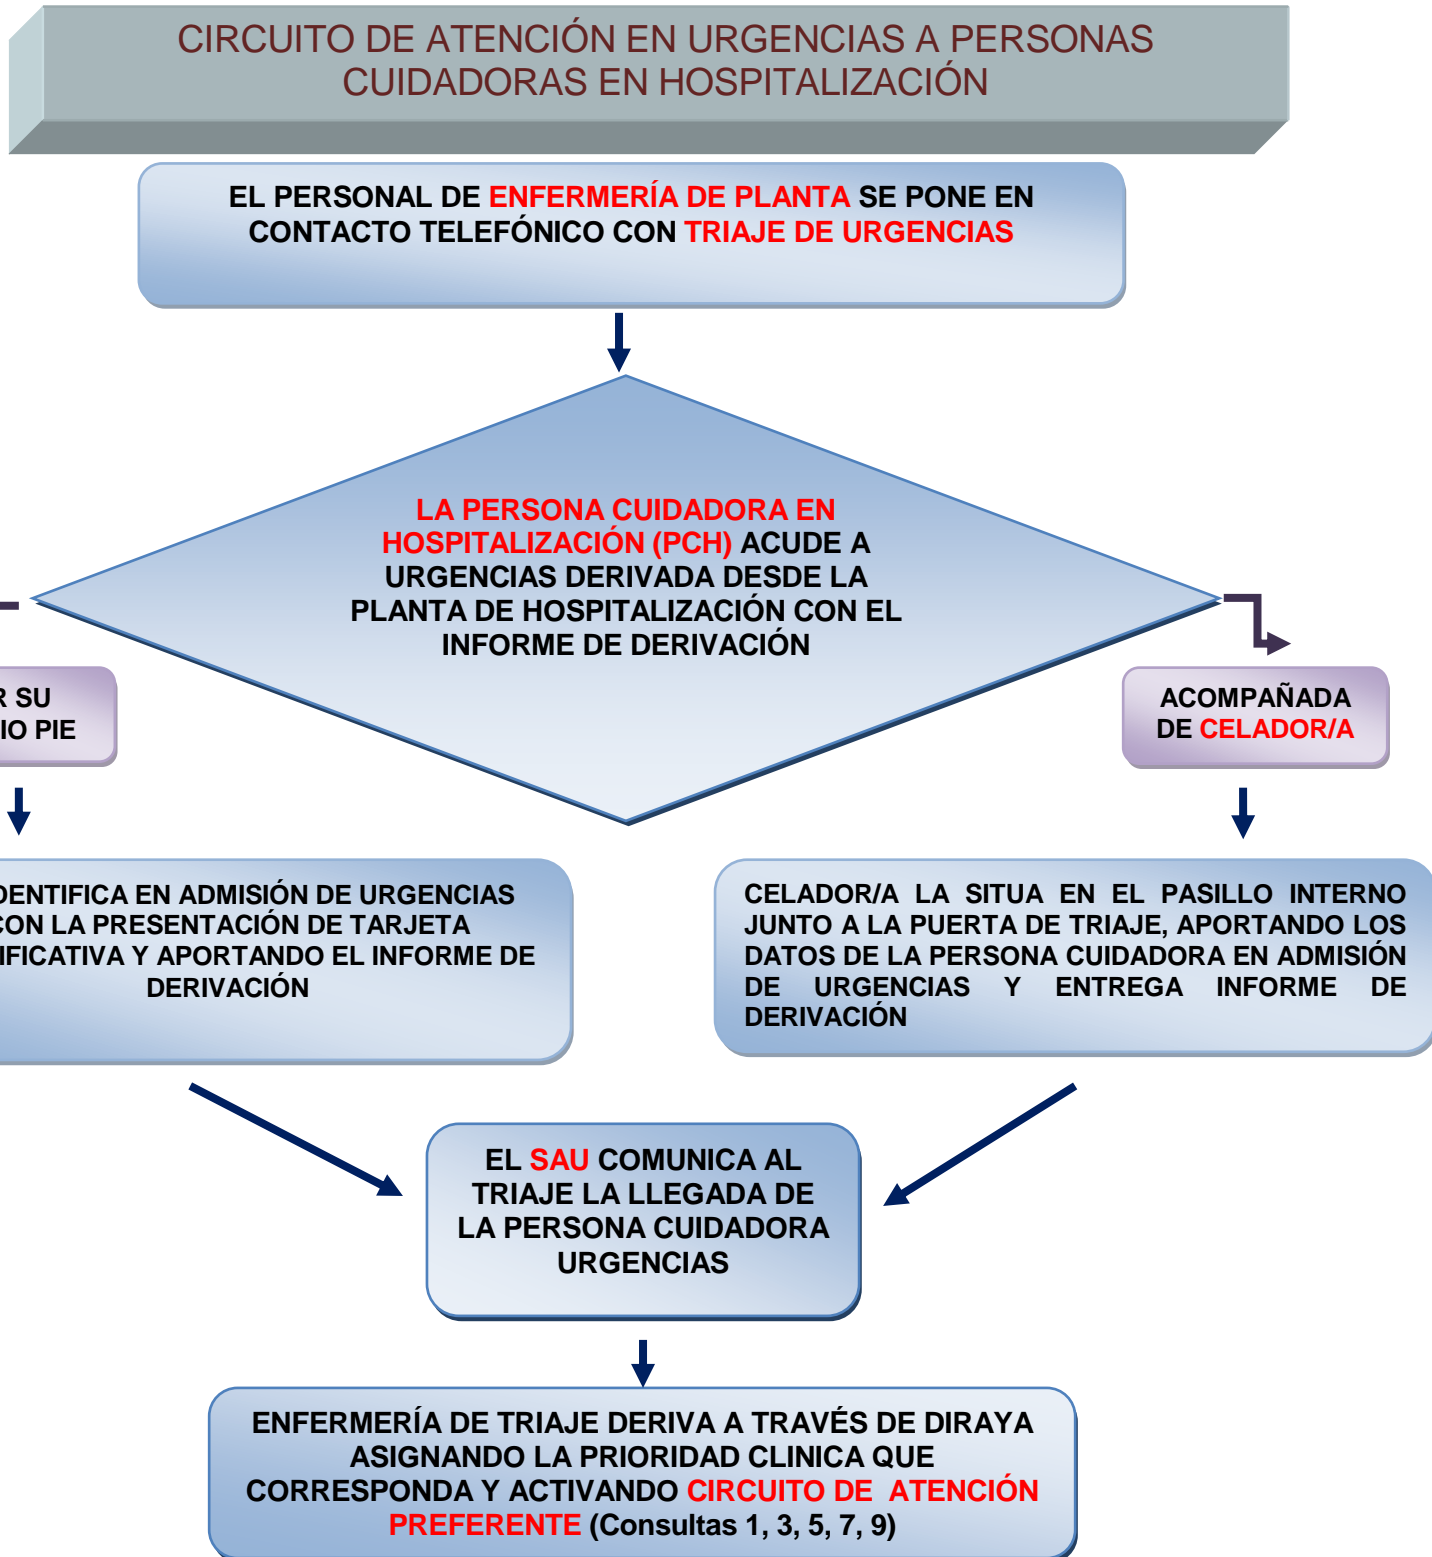 CIRCUITO DE ATENCIÓN EN URGENCIAS A PERSONAS
CUIDADORAS EN HOSPITALIZACIÓN
EL PERSONAL DE ENFERMERÍA DE PLANTA SE PONE EN
CONTACTO TELEFÓNICO CON TRIAJE DE URGENCIAS
LA PERSONA CUIDADORA EN
HOSPITALIZACIÓN (PCH) ACUDE A
URGENCIAS DERIVADA DESDE LA
PLANTA DE HOSPITALIZACIÓN CON EL
INFORME DE DERIVACIÓN
SU
PIE
ACOMPAÑADA
DE CELADOR/A
EN ADMISIÓN DE URGENCIAS
CON LA PRESENTACIÓN DE TARJETA
Y APORTANDO EL INFORME DE
DERIVACIÓN
CELADOR/A LA SITUA EN EL PASILLO INTERNO
JUNTO A LA PUERTA DE TRIAJE, APORTANDO LOS
DATOS DE LA PERSONA CUIDADORA EN ADMISIÓN
DE URGENCIAS Y ENTREGA INFORME DE
DERIVACIÓN
EL SAU COMUNICA AL
TRIAJE LA LLEGADA DE
LA PERSONA CUIDADORA
URGENCIAS
ENFERMERÍA DE TRIAJE DERIVA A TRAVÉS DE DIRAYA
ASIGNANDO LA PRIORIDAD CLINICA QUE
CORRESPONDA Y ACTIVANDO CIRCUITO DE ATENCIÓN
PREFERENTE (Consultas 1, 3, 5, 7, 9)